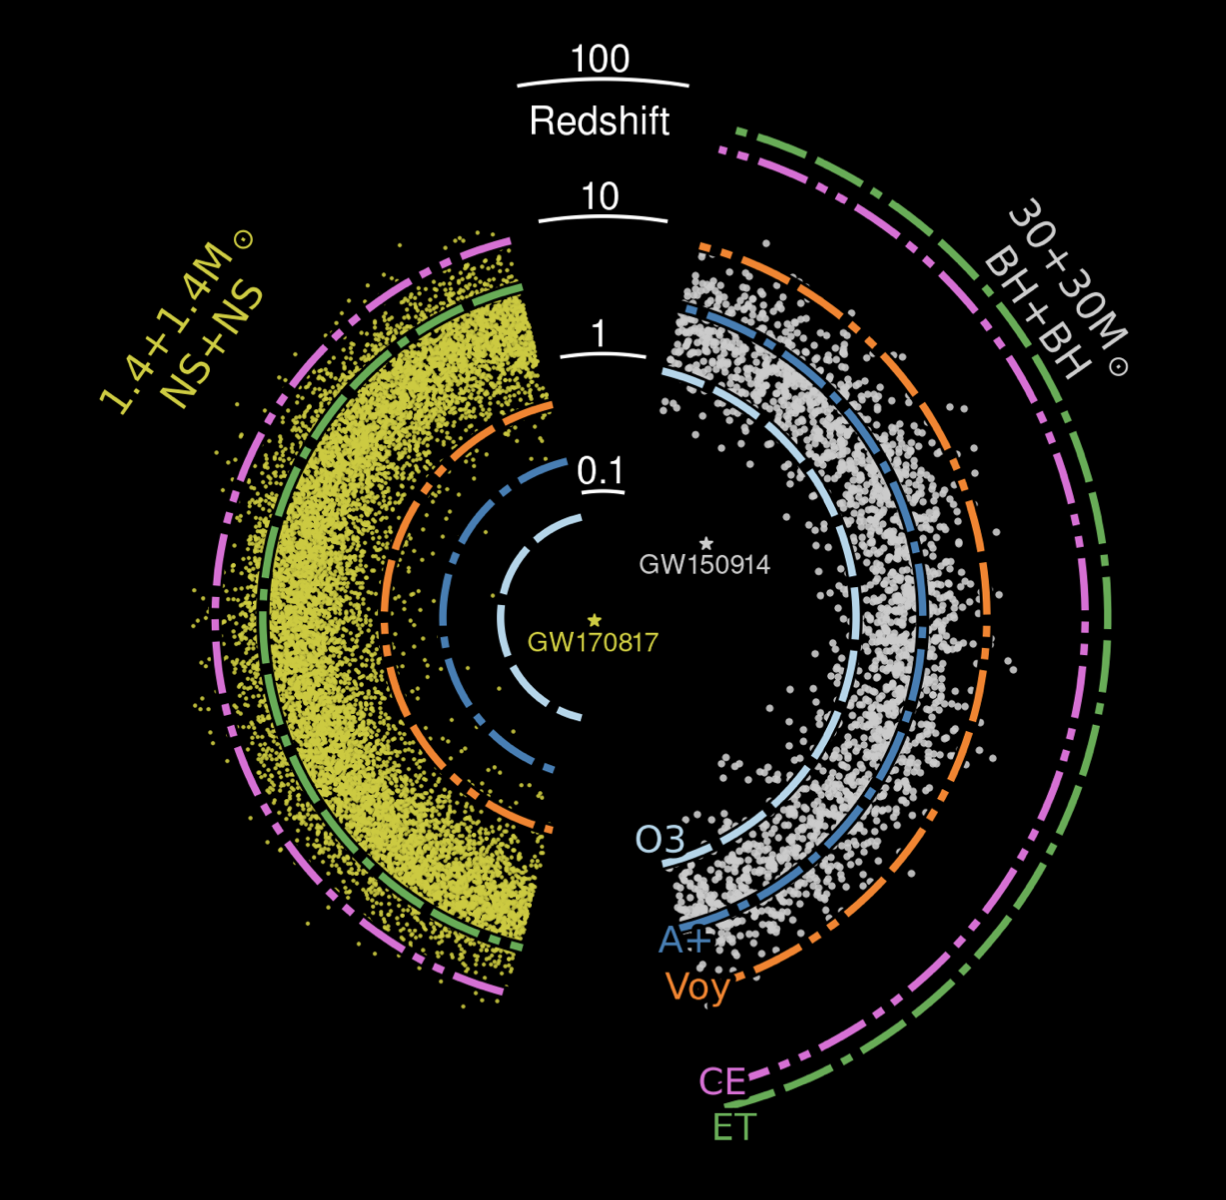 100
Redshift
10
1
0.1
1.4+1.4M☉
NS+NS
30+30M☉
BH+BH
GW150914
GW170817
O3
A+
Voy
CE
ET